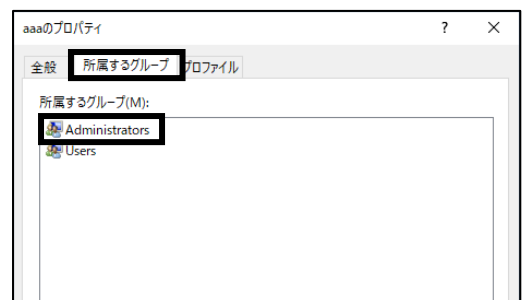 aaaのプロパティ ? ×
全般 所属するグループ プロファイル
所属するグループ(M):
Administrators
Users